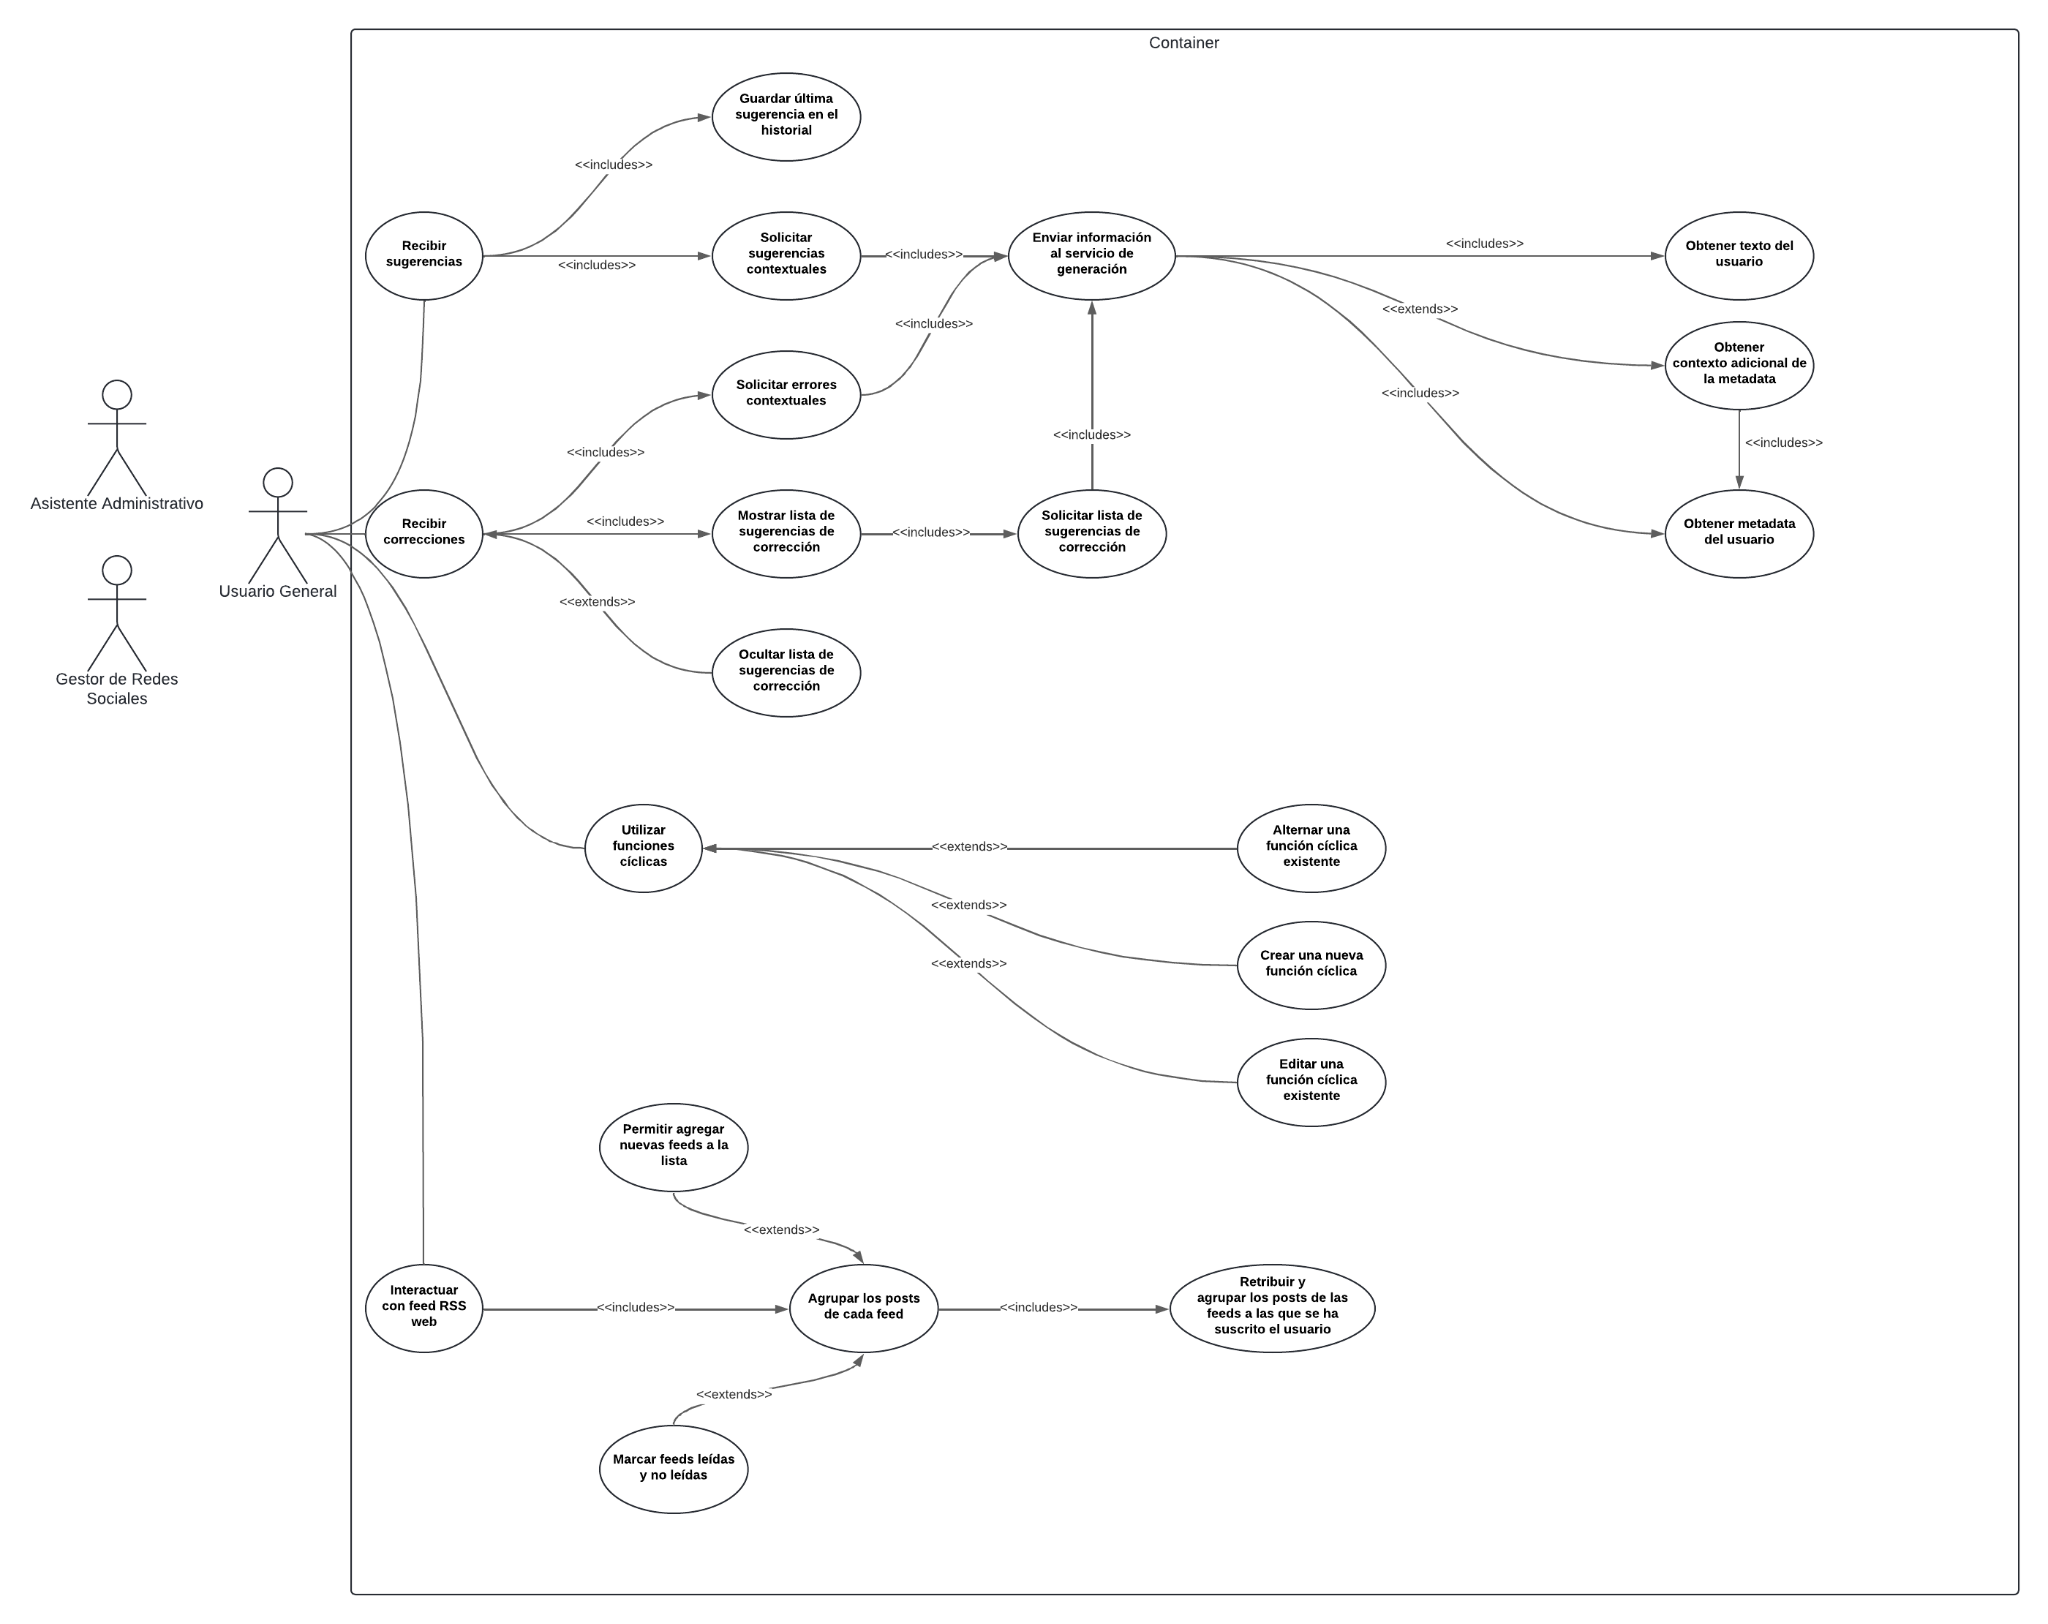 Container
Guardar última
sugerencia en el
historial
<<includes>>
Recibir
sugerencias
<<includes>>
Solicitar
sugerencias
contextuales
<<includes>>
Enviar información
al servicio de
generación
<<includes>>
Obtener texto del
usuario
<<extends>>
Obtener
contexto adicional de
la metadata
<<includes>>
<<includes>>
Solicitar errores
contextuales
<<includes>>
<<includes>>
<<includes>>
Asistente Administrativo
Usuario General
Gestor de Redes
Sociales
Recibir
correcciones
<<includes>>
Mostrar lista de
sugerencias de
corrección
<<includes>>
Solicitar lista de
sugerencias de
corrección
Obtener metadata
del usuario
<<extends>>
Ocultar lista de
sugerencias de
corrección
Utilizar
funciones
cíclicas
<<extends>>
Alternar una
función cíclica
existente
<<extends>>
Crear una nueva
función cíclica
<<extends>>
Editar una
función cíclica
existente
Permitir agregar
nuevas feeds a la
lista
<<extends>>
Interactuar
con feed RSS
web
<<includes>>
Agrupar los posts
de cada feed
<<includes>>
Retribuir y
agrupar los posts de las
feeds a las que se ha
suscrito el usuario
<<extends>>
Marcar feeds leídas
y no leídas